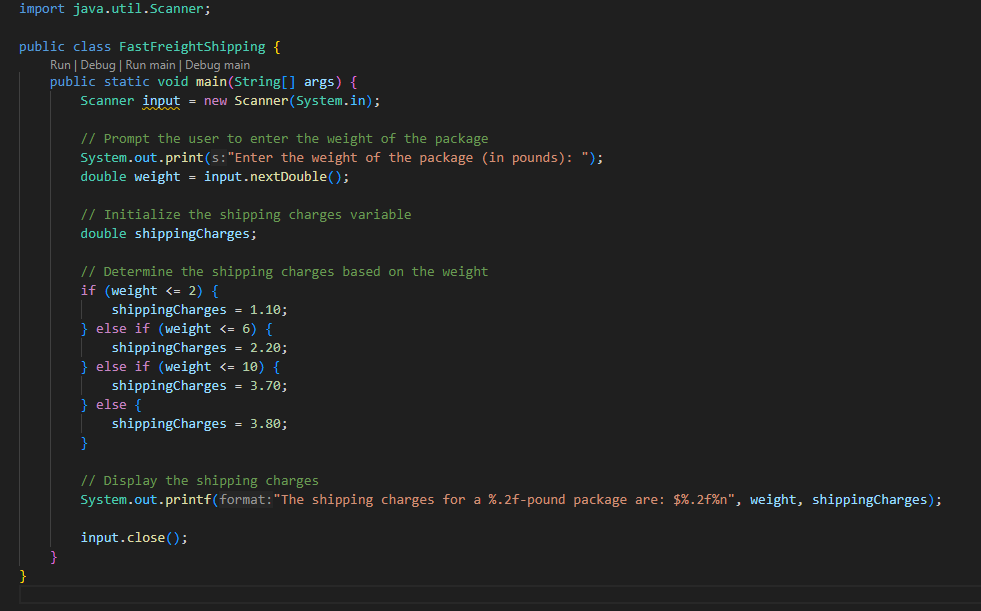 import java.util.Scanner;
public class FastFreightShipping {
Run | Debug | Run main | Debug main
public static void main(String[] args) {
Scanner input = new Scanner(System.in);
// Prompt the user to enter the weight of the package
System.out.print(s:"Enter the weight of the package (in pounds): ");
double weight = input.nextDouble();
// Initialize the shipping charges variable
double shippingCharges;
// Determine the shipping charges based on the weight
if (weight <= 2) {
shippingCharges = 1.10;
} else if (weight <= 6) {
shippingCharges = 2.20;
} else if (weight <= 10) {
shippingCharges = 3.70;
} else {
shippingCharges = 3.80;
}
// Display the shipping charges
System.out.printf(format:"The shipping charges for a %.2f-pound package are: $%.2f%n", weight, shippingCharges);
input.close();
}
}